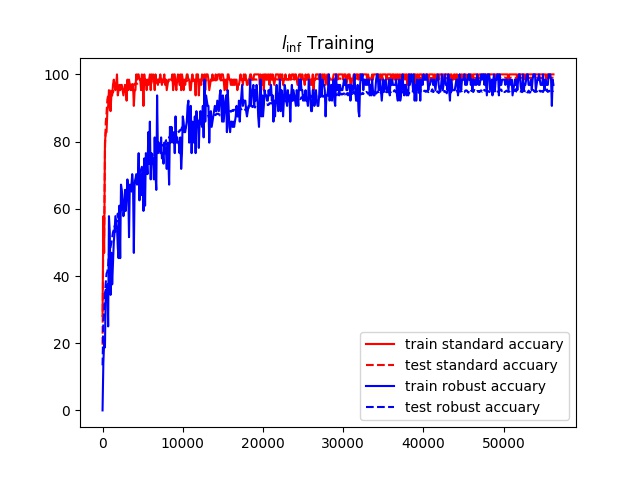 l_inf Training
100
80
60
40
20
0
0 10000 20000 30000 40000 50000
train standard accuary
test standard accuary
train robust accuary
test robust accuary